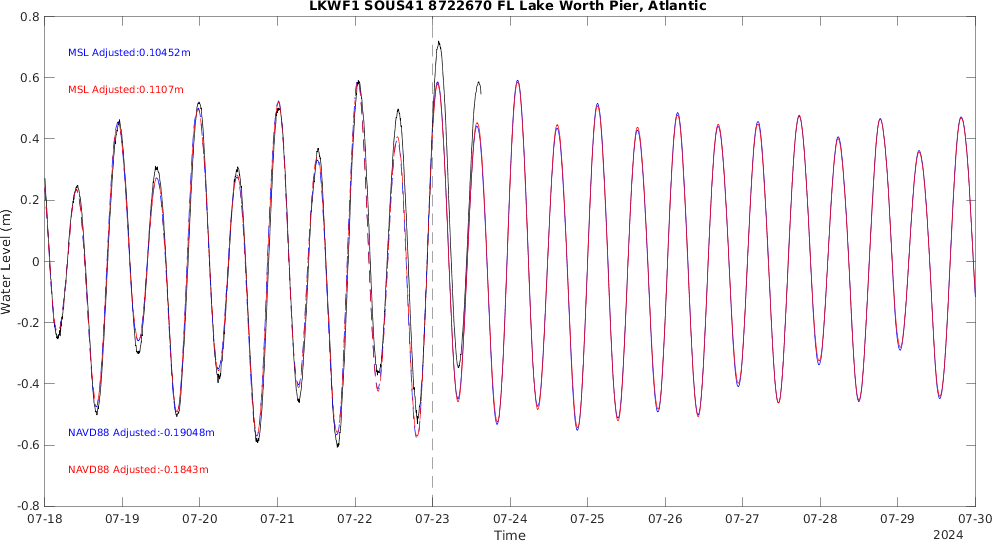 LKWF1 SOUS41 8722670 FL Lake Worth Pier, Atlantic
Water Level (m)
0.8
0.6
0.4
0.2
0
-0.2
-0.4
-0.6
-0.8
MSL Adjusted:0.10452m
MSL Adjusted:0.1107m
NAVD88 Adjusted:-0.19048m
NAVD88 Adjusted:-0.1843m
07-18 07-19 07-20 07-21 07-22 07-23 07-24 07-25 07-26 07-27 07-28 07-29 07-30
Time
2024